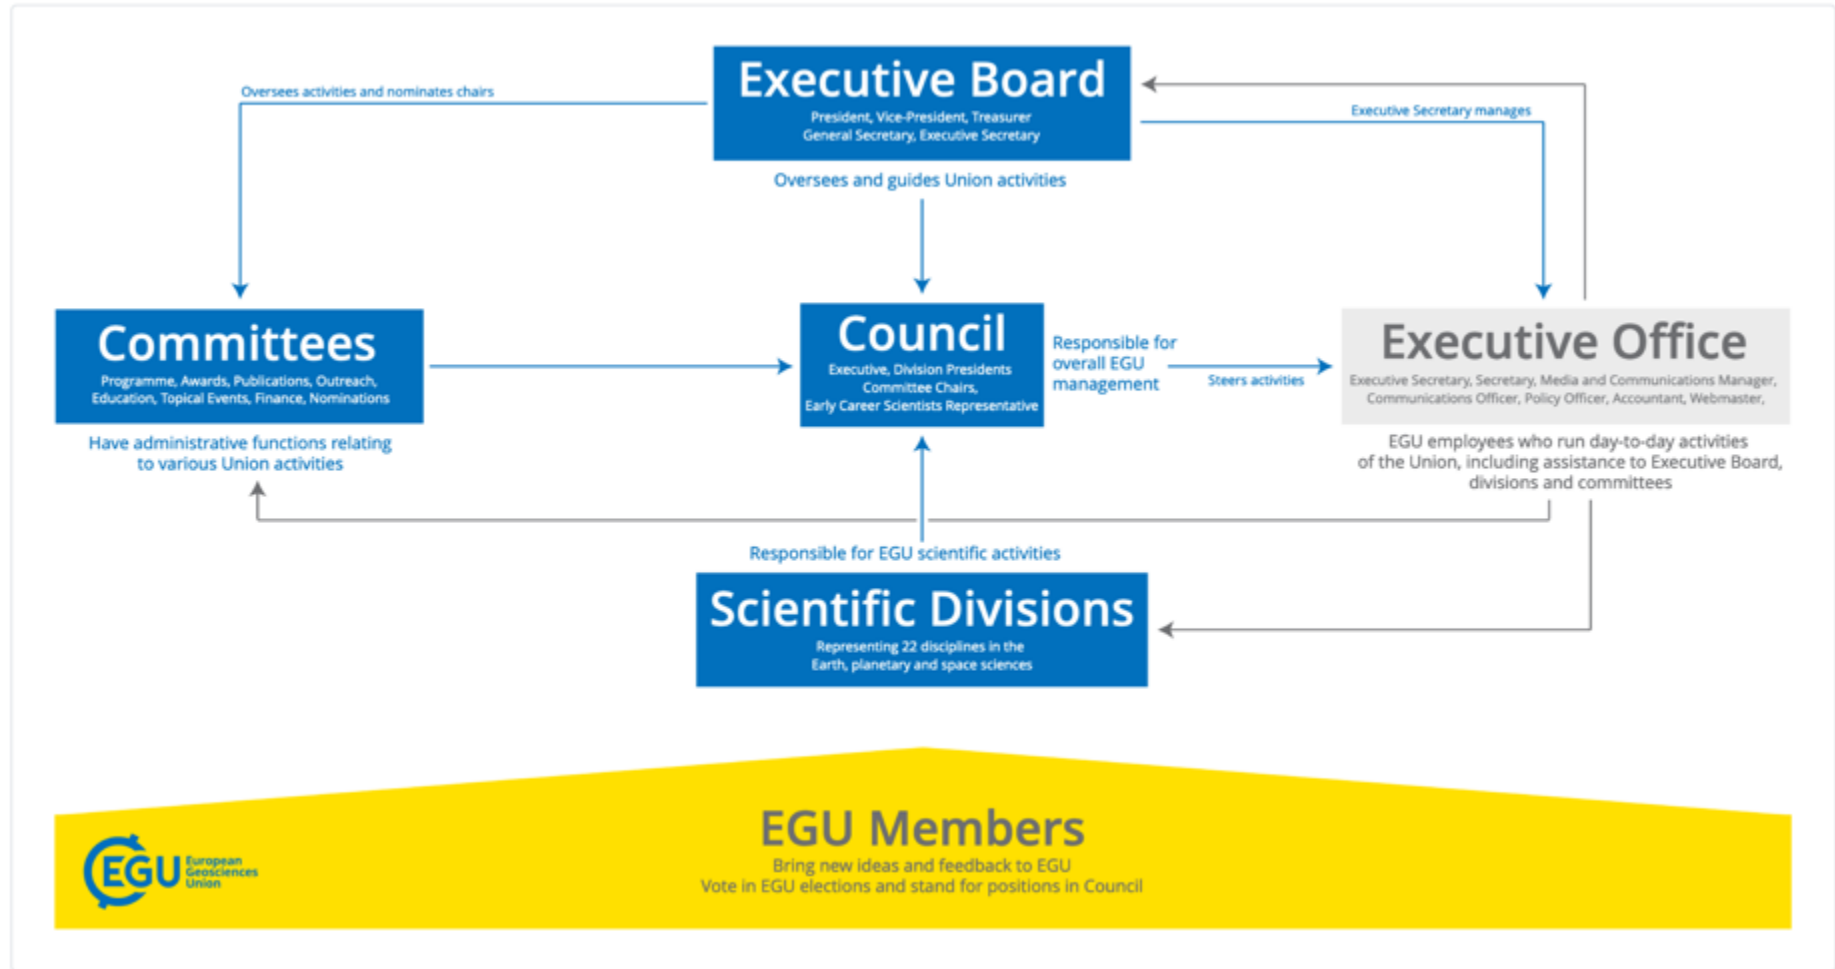 Executive Board
President, Vice-President, Treasurer
General Secretary, Executive Secretary
Oversees activities and nominates chairs
Executive Secretary manages
Oversees and guides Union activities
Committees
Programme, Awards, Publications, Outreach,
Education, Topical Events, Finance, Nominations
Have administrative functions relating
to various Union activities
Council
Executive, Division Presidents
Committee Chairs,
Early Career Scientists Representative
Responsible for
overall EGU
management
Steers activities
Executive Office
Executive Secretary, Secretary, Media and Communications Manager,
Communications Officer, Policy Officer, Accountant, Webmaster,
EGU employees who run day-to-day activities
of the Union, including assistance to Executive Board,
divisions and committees
Responsible for EGU scientific activities
Scientific Divisions
Representing 22 disciplines in the
Earth, planetary and space sciences
EGU Members
Bring new ideas and feedback to EGU
Vote in EGU elections and stand for positions in Council
EGU
European
Geosciences
Union